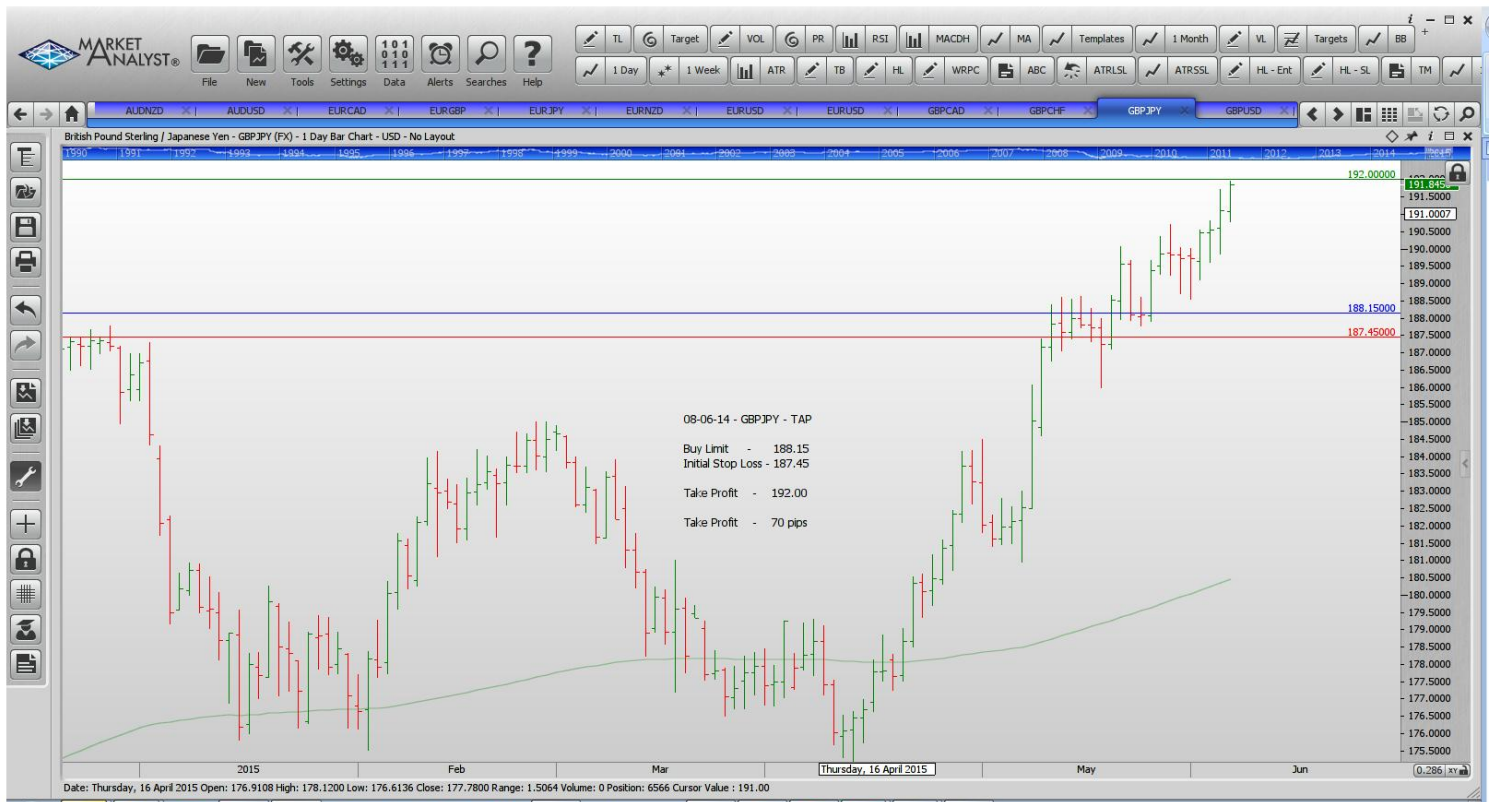 MARKET
ANALYST®
File New Tools Settings Data Alerts Searches Help
TL Target VOL PR RSI MACDH MA Templates 1 Month VL Targets BB
1 Day 1 Week ATR TB HL WRPC ABC ATRLSL ATRSSL HL - Ent HL - SL TM
AUDNZD AUDUSD EURCAD EURGBP EURJPY EURNZD EURUSD EURUSD GBPCAD GBPCHF GBPJPY GBPUSD
British Pound Sterling / Japanese Yen - GBPJPY (FX) - 1 Day Bar Chart - USD - No Layout
1990 1991 1992 1993 1994 1995 1996 1997 1998 1999 2000 2001 2002 2003 2004 2005 2006 2007 2008 2009 2010 2011 2012 2013 2014
192.00000
191.5000
191.0007
190.5000
190.0000
189.5000
189.0000
188.5000
188.15000
188.0000
187.5000
187.45000
187.0000
186.5000
186.0000
185.5000
185.0000
184.5000
184.0000
183.5000
183.0000
182.5000
182.0000
181.5000
181.0000
180.5000
180.0000
179.5000
179.0000
178.5000
178.0000
177.5000
177.0000
176.5000
176.0000
175.5000
08-06-14 - GBPJPY - TAP
Buy Limit - 188.15
Initial Stop Loss - 187.45
Take Profit - 192.00
Take Profit - 70 pips
2015 Feb Mar Thursday, 16 April 2015 May Jun
0.286 XY
Date: Thursday, 16 April 2015 Open: 176.9108 High: 178.1200 Low: 176.6136 Close: 177.7800 Range: 1.5064 Volume: 0 Position: 6566 Cursor Value : 191.00